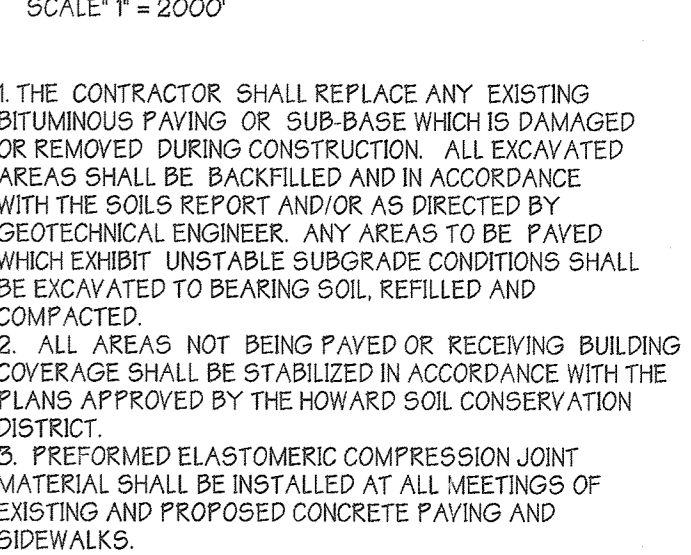 SCALE" 1" = 2000'
1. THE CONTRACTOR SHALL REPLACE ANY EXISTING
BITUMINOUS PAVING OR SUB-BASE WHICH IS DAMAGED
OR REMOVED DURING CONSTRUCTION. ALL EXCAVATED
AREAS SHALL BE BACKFILLED AND IN ACCORDANCE
WITH THE SOILS REPORT AND/OR AS DIRECTED BY
GEOTECHNICAL ENGINEER. ANY AREAS TO BE PAVED
WHICH EXHIBIT UNSTABLE SUBGRADE CONDITIONS SHALL
BE EXCAVATED TO BEARING SOIL, REFILLED AND
COMPACTED.
2. ALL AREAS NOT BEING PAVED OR RECEIVING BUILDING
COVERAGE SHALL BE STABILIZED IN ACCORDANCE WITH THE
PLANS APPROVED BY THE HOWARD SOIL CONSERVATION
DISTRICT.
3. PREFORMED ELASTOMERIC COMPRESSION JOINT
MATERIAL SHALL BE INSTALLED AT ALL MEETINGS OF
EXISTING AND PROPOSED CONCRETE PAVING AND
SIDEWALKS.